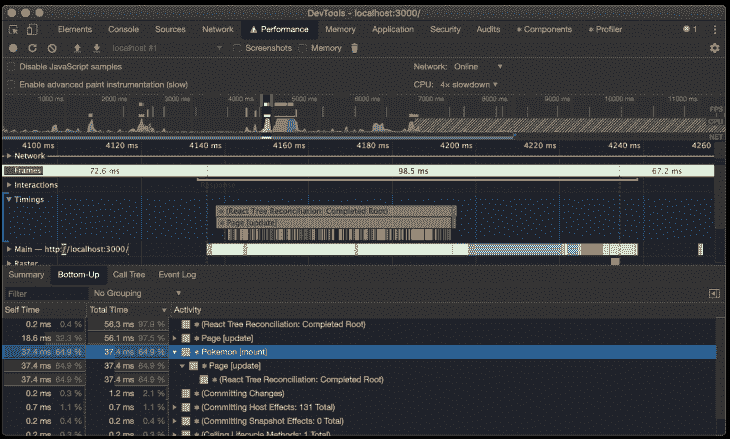 DevTools - localhost:3000/
Elements Console Sources Network Performance Memory Application Security Audits Components Profiler 1
localhost #1 Screenshots Memory
Disable JavaScript samples Network: Online
Enable advanced paint instrumentation (slow) CPU: 4× slowdown
1000 ms 2000 ms 3000 ms 4000 ms 5000 ms 6000 ms 7000 ms 8000 ms 9000 ms 10000 ms 11000 ms
FPS
CPU
NET
4100 ms 4120 ms 4140 ms 4160 ms 4180 ms 4200 ms 4220 ms 4240 ms 4260
Network
Frames 72.6 ms 98.5 ms 67.2 ms
Interactions
Timings
(React Tree Reconciliation: Completed Root)
Page [update]
Main — http://localhost:3000/
Raster
Summary Bottom-Up Call Tree Event Log
Filter No Grouping
Self Time Total Time Activity
0.2 ms 0.4 % 56.3 ms 97.8 % (React Tree Reconciliation: Completed Root)
18.6 ms 32.3 % 56.1 ms 97.5 % Page [update]
37.4 ms 64.9 % 37.4 ms 64.9 % Pokemon [mount]
37.4 ms 64.9 % 37.4 ms 64.9 % Page [update]
37.4 ms 64.9 % 37.4 ms 64.9 % (React Tree Reconciliation: Completed Root)
0.2 ms 0.3 % 1.2 ms 2.1 % (Committing Changes)
0.7 ms 1.1 % 0.7 ms 1.1 % (Committing Host Effects: 131 Total)
0.2 ms 0.4 % 0.2 ms 0.4 % (Committing Snapshot Effects: 0 Total)
0.2 ms 0.3 % 0.2 ms 0.3 % (Calling Lifecycle Methods: 1 Total)